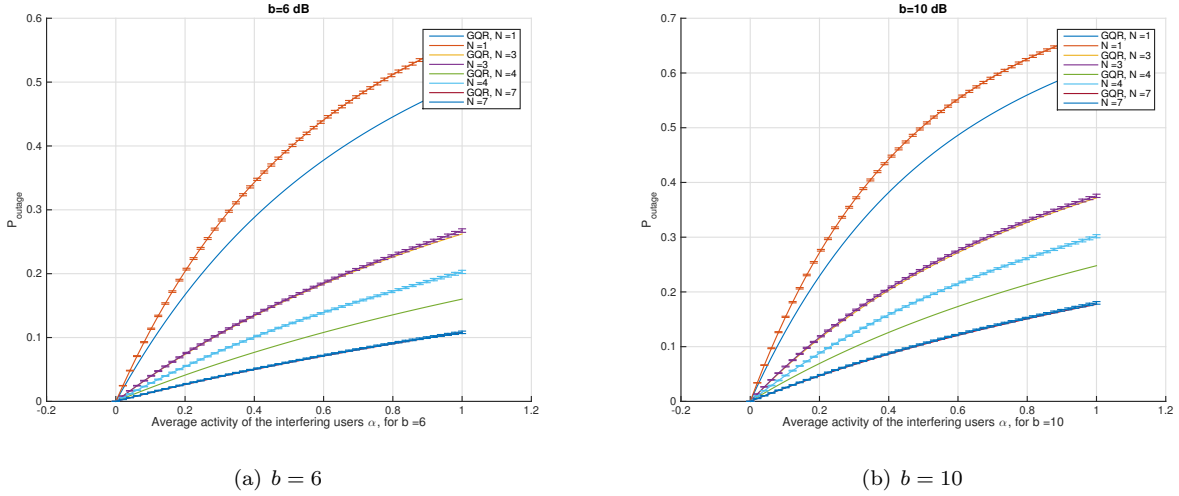 b=6 dB
0.6
0.5
0.4
0.3
0.2
0.1
0
P_outage
-0.2 0 0.2 0.4 0.6 0.8 1 1.2
Average activity of the interfering users α, for b =6
GQR, N =1
N =1
GQR, N =3
N =3
GQR, N =4
N =4
GQR, N =7
N =7
(a) b = 6
b=10 dB
0.7
0.6
0.5
0.4
0.3
0.2
0.1
0
P_outage
-0.2 0 0.2 0.4 0.6 0.8 1 1.2
Average activity of the interfering users α, for b =10
GQR, N =1
N =1
GQR, N =3
N =3
GQR, N =4
N =4
GQR, N =7
N =7
(b) b = 10